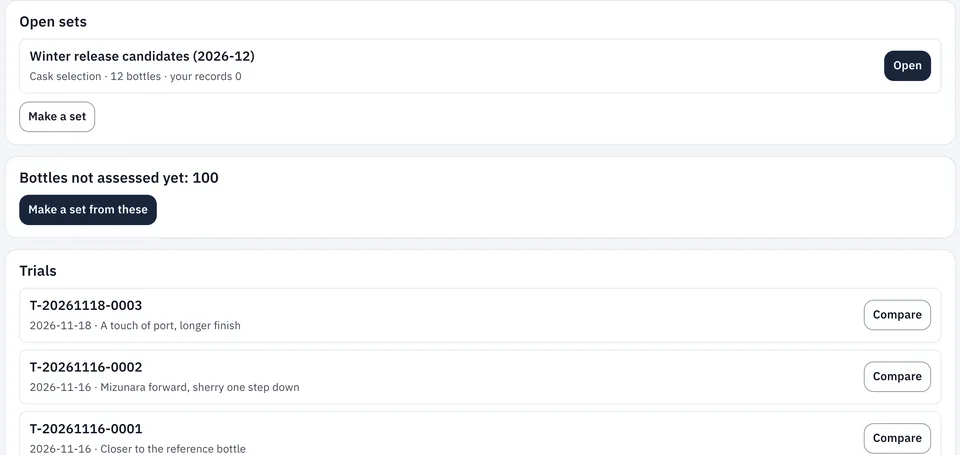 Open sets
Winter release candidates (2026-12)
Cask selection · 12 bottles · your records 0
Open
Make a set
Bottles not assessed yet: 100
Make a set from these
Trials
T-20261118-0003
2026-11-18 · A touch of port, longer finish
Compare
T-20261116-0002
2026-11-16 · Mizunara forward, sherry one step down
Compare
T-20261116-0001
2026-11-16 · Closer to the reference bottle
Compare